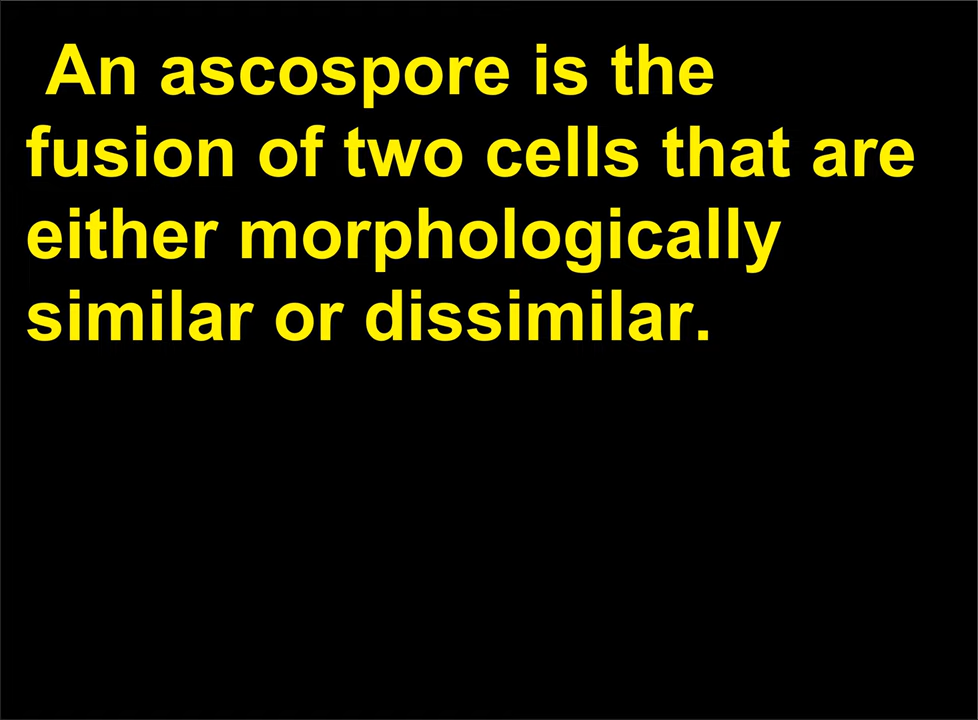 An ascospore is the
fusion of two cells that are
either morphologically
similar or dissimilar.